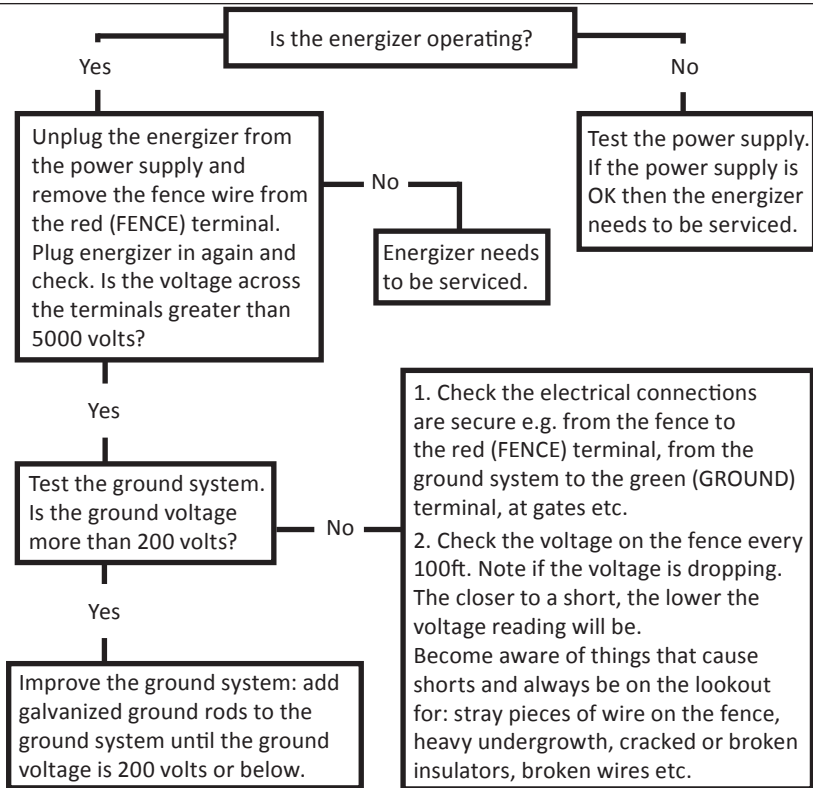 Is the energizer operating?
Yes
No
Unplug the energizer from
the power supply and
remove the fence wire from
the red (FENCE) terminal.
Plug energizer in again and
check. Is the voltage across
the terminals greater than
5000 volts?
No
Energizer needs
to be serviced.
Test the power supply.
If the power supply is
OK then the energizer
needs to be serviced.
Yes
Test the ground system.
Is the ground voltage
more than 200 volts?
No
1. Check the electrical connections
are secure e.g. from the fence to
the red (FENCE) terminal, from the
ground system to the green (GROUND)
terminal, at gates etc.
2. Check the voltage on the fence every
100ft. Note if the voltage is dropping.
The closer to a short, the lower the
voltage reading will be.
Become aware of things that cause
shorts and always be on the lookout
for: stray pieces of wire on the fence,
heavy undergrowth, cracked or broken
insulators, broken wires etc.
Yes
Improve the ground system: add
galvanized ground rods to the
ground system until the ground
voltage is 200 volts or below.